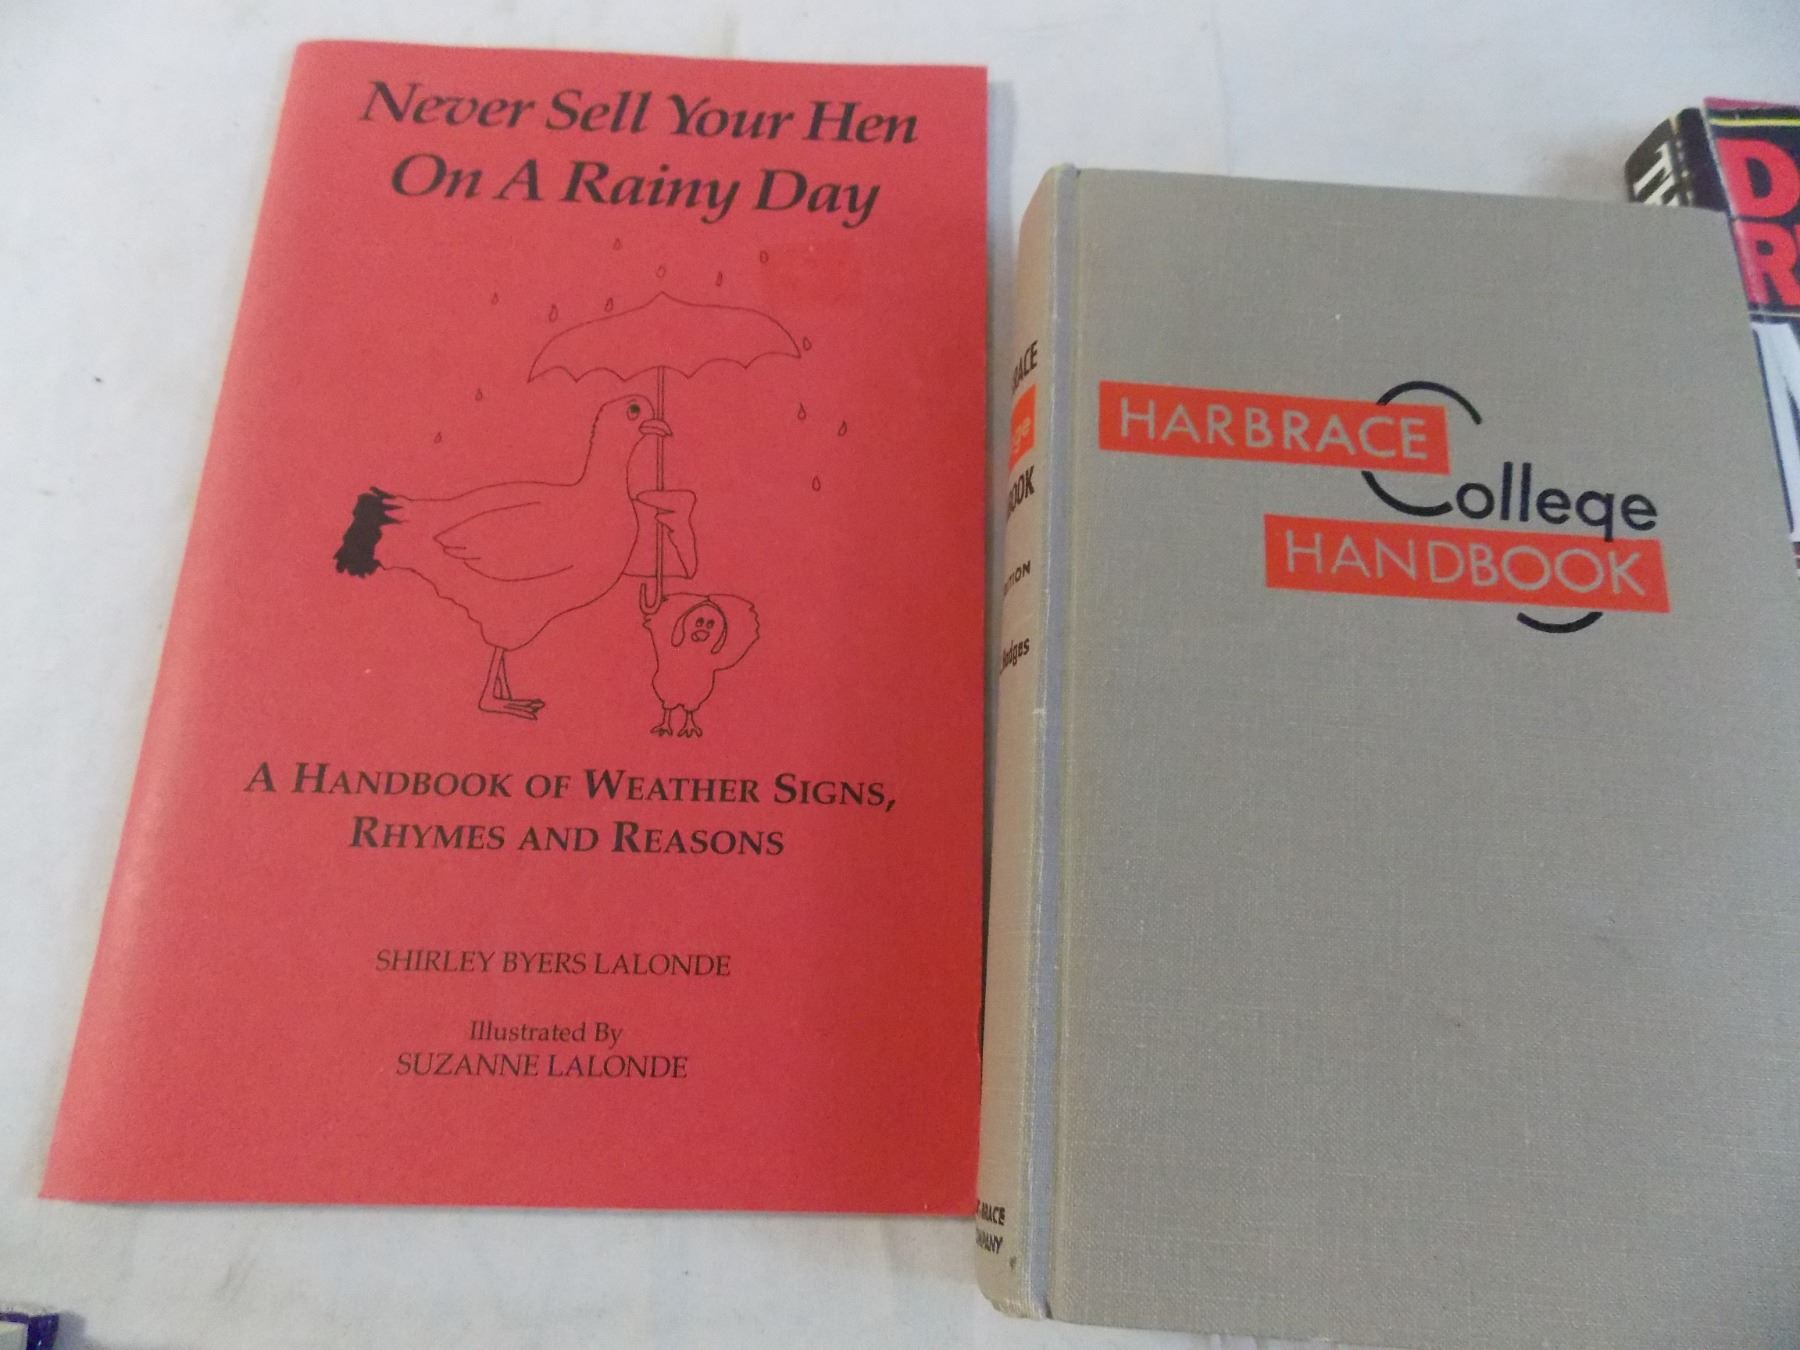 Never Sell Your Hen
On A Rainy Day
A HANDBOOK OF WEATHER SIGNS,
RHYMES AND REASONS
SHIRLEY BYERS LALONDE
Illustrated By
SUZANNE LALONDE
HARBRACE
College
HANDBOOK
Hodges